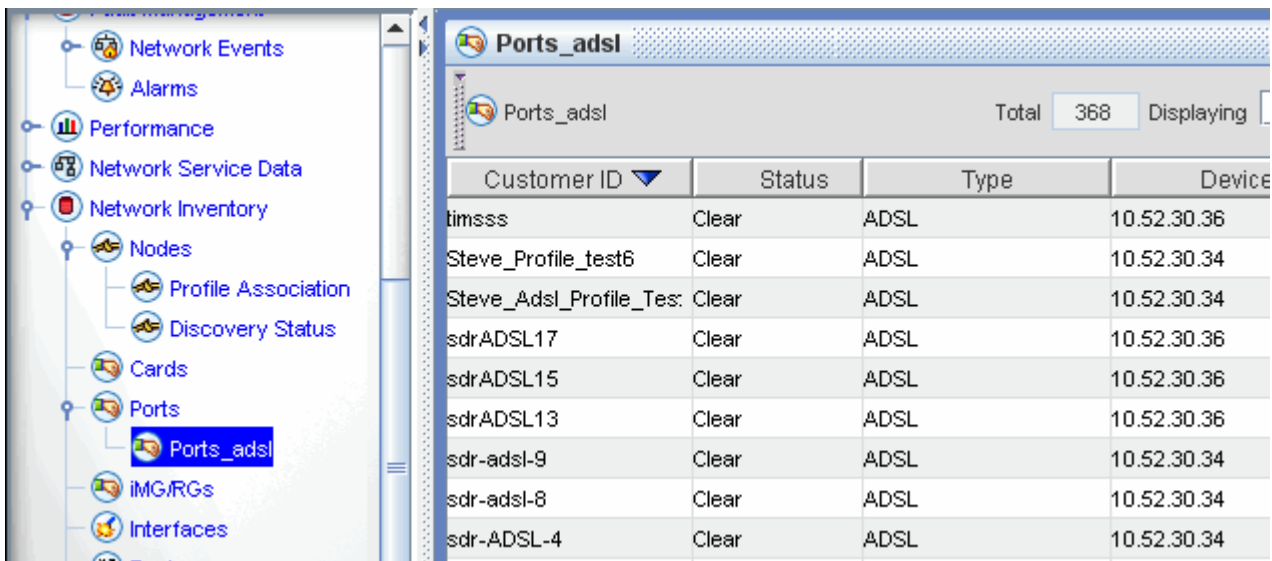 Network Events
Alarms
Performance
Network Service Data
Network Inventory
Nodes
Profile Association
Discovery Status
Cards
Ports
Ports_adsl
iMG/RGs
Interfaces
Ports_adsl
Ports_adsl Total 368 Displaying
Customer ID Status Type Device
timsss Clear ADSL 10.52.30.36
Steve_Profile_test6 Clear ADSL 10.52.30.34
Steve_Adsl_Profile_Tes Clear ADSL 10.52.30.34
sdrADSL17 Clear ADSL 10.52.30.36
sdrADSL15 Clear ADSL 10.52.30.36
sdrADSL13 Clear ADSL 10.52.30.36
sdr-adsl-9 Clear ADSL 10.52.30.34
sdr-adsl-8 Clear ADSL 10.52.30.34
sdr-ADSL-4 Clear ADSL 10.52.30.34